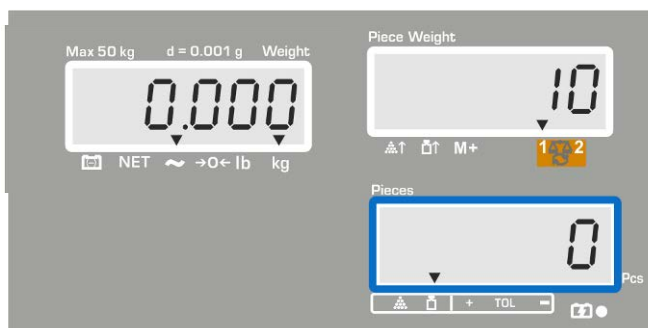 Max 50 kg d = 0.001 g Weight
0.000
NET →0← lb kg
Piece Weight
10
M+ 1 2
Pieces
0
Pcs
+ TOL -